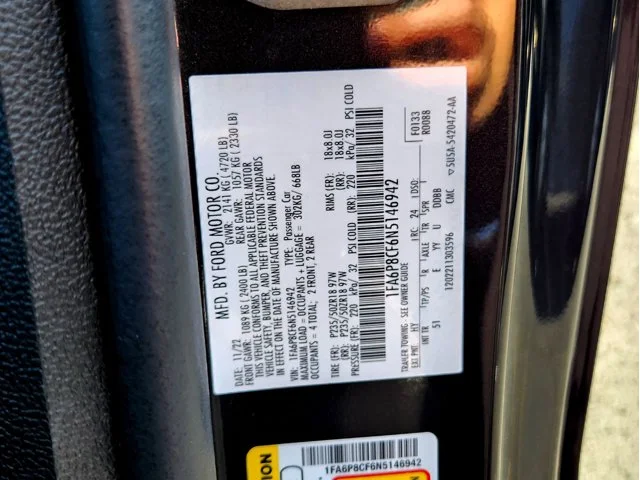 MFD. BY FORD MOTOR CO.
DATE: 11/22 GVWR: 2141 KG ( 4720 LB)
FRONT GAWR: 1089 KG ( 2400 LB) REAR GAWR: 1057 KG ( 2330 LB)
THIS VEHICLE CONFORMS TO ALL APPLICABLE FEDERAL MOTOR
VEHICLE SAFETY, BUMPER, AND THEFT PREVENTION STANDARDS
IN EFFECT ON THE DATE OF MANUFACTURE SHOWN ABOVE.
VIN: 1FA6P8CF6N5146942 TYPE: Passenger Car
MAXIMUM LOAD = OCCUPANTS + LUGGAGE = 302KG/ 668LB
OCCUPANTS = 4 TOTAL; 2 FRONT, 2 REAR
TIRE (FR): P235/50ZR18 97W RIMS (FR): 18x8.0J
(RR): P235/50ZR18 97W (RR): 18x8.0J
PRESSURE (FR): 220 kPa/ 32 PSI COLD (RR): 220 kPa/ 32 PSI COLD
1FA6P8CF6N5146942
TRAILER TOWING: SEE OWNER GUIDE F0133
EXT PNT: HY RC: 24 DSO: R0088
INT TR TP/PS R AXLE TR SPR
51 E YY U DDBB
1202211303596 CMC 5U5A-5420472-AA
1FA6P8CF6N5146942